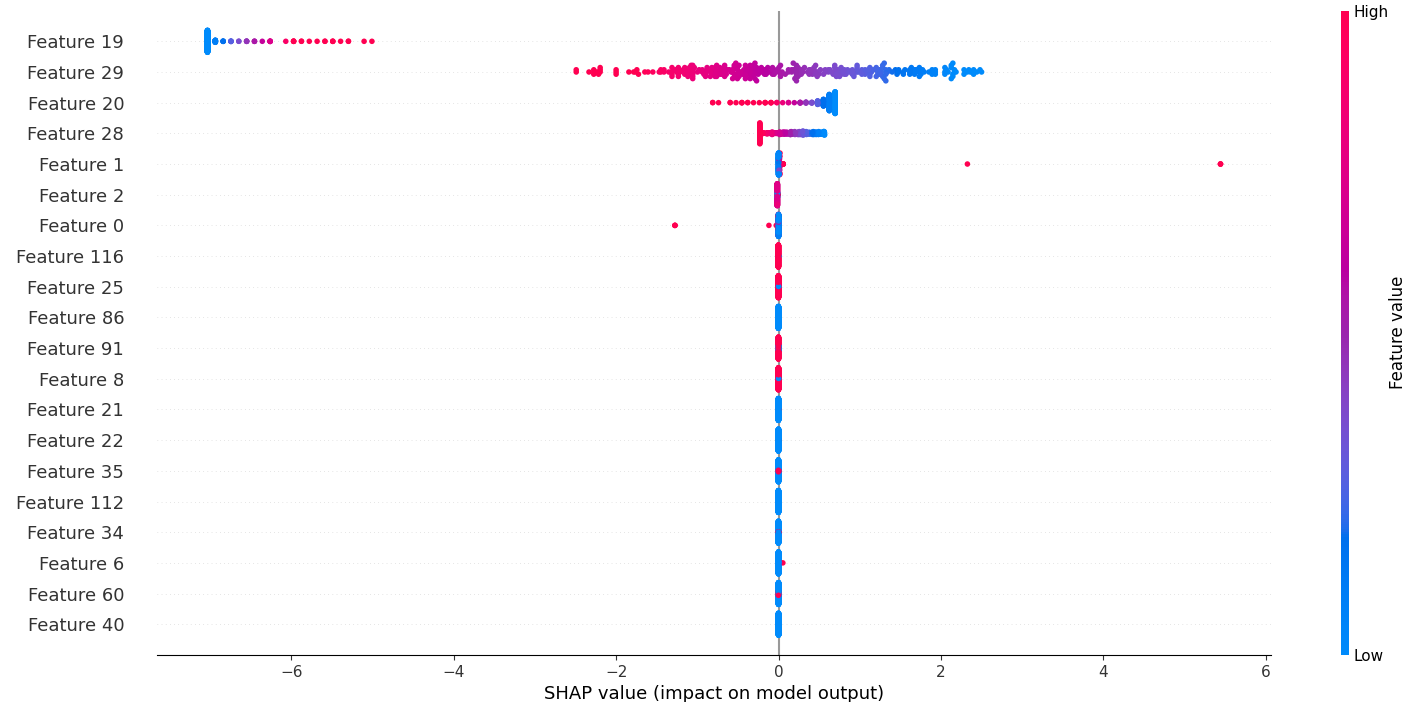 High
Feature 19
Feature 29
Feature 20
Feature 28
Feature 1
Feature 2
Feature 0
Feature 116
Feature 25
Feature 86
Feature 91
Feature 8
Feature 21
Feature 22
Feature 35
Feature 112
Feature 34
Feature 6
Feature 60
Feature 40
Feature value
Low
−6 −4 −2 0 2 4 6
SHAP value (impact on model output)